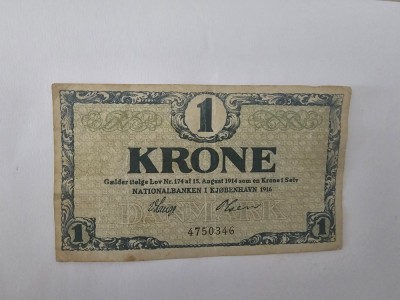 1
KRONE
Gælder ifølge Lov Nr. 174 af 15. August 1914 som en Krone i Sølv
NATIONALBANKEN I KJØBENHAVN 1916
DANMARK
1 4750346 1